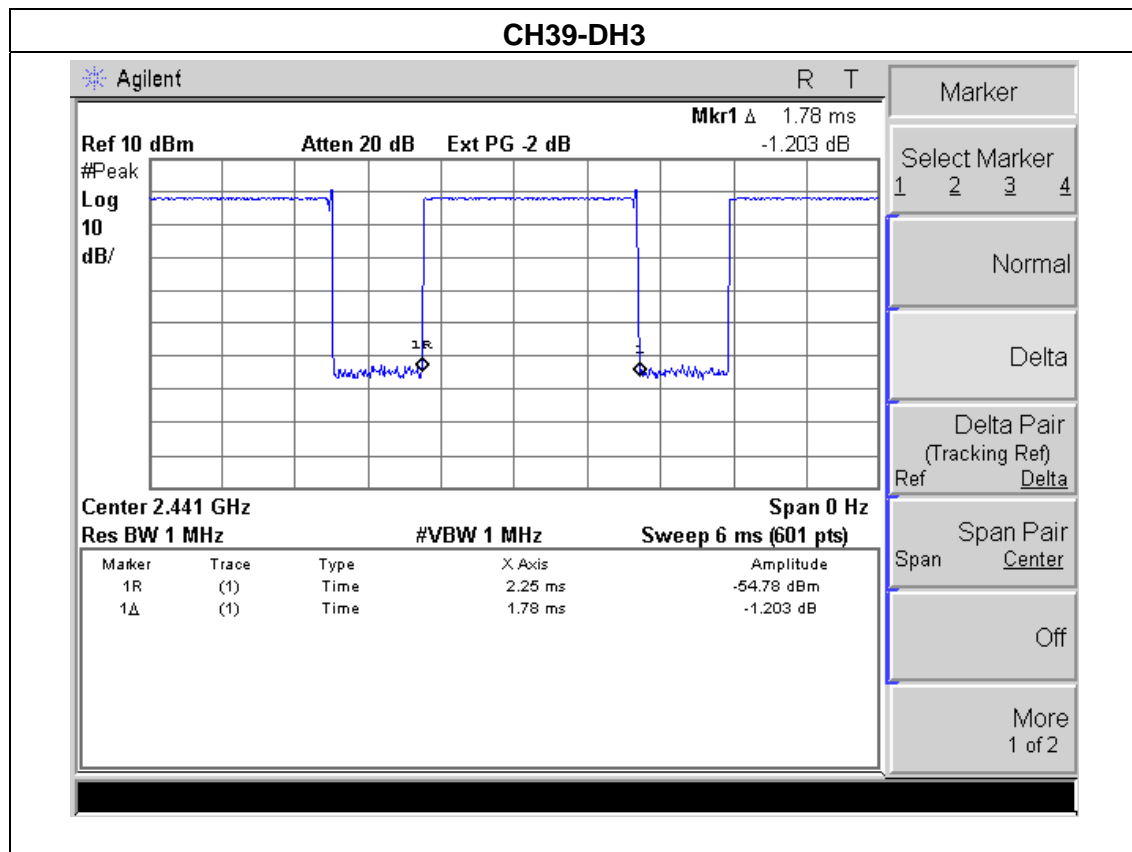 CH39-DH3
Agilent R T
Mkr1 Δ 1.78 ms
Ref 10 dBm Atten 20 dB Ext PG -2 dB -1.203 dB
#Peak
Log
10
dB/
1R
1
Center 2.441 GHz Span 0 Hz
Res BW 1 MHz #VBW 1 MHz Sweep 6 ms (601 pts)
Marker Trace Type X Axis Amplitude
1R (1) Time 2.25 ms -54.78 dBm
1Δ (1) Time 1.78 ms -1.203 dB
Marker
Select Marker
1 2 3 4
Normal
Delta
Delta Pair
(Tracking Ref)
Ref Delta
Span Pair
Span Center
Off
More
1 of 2